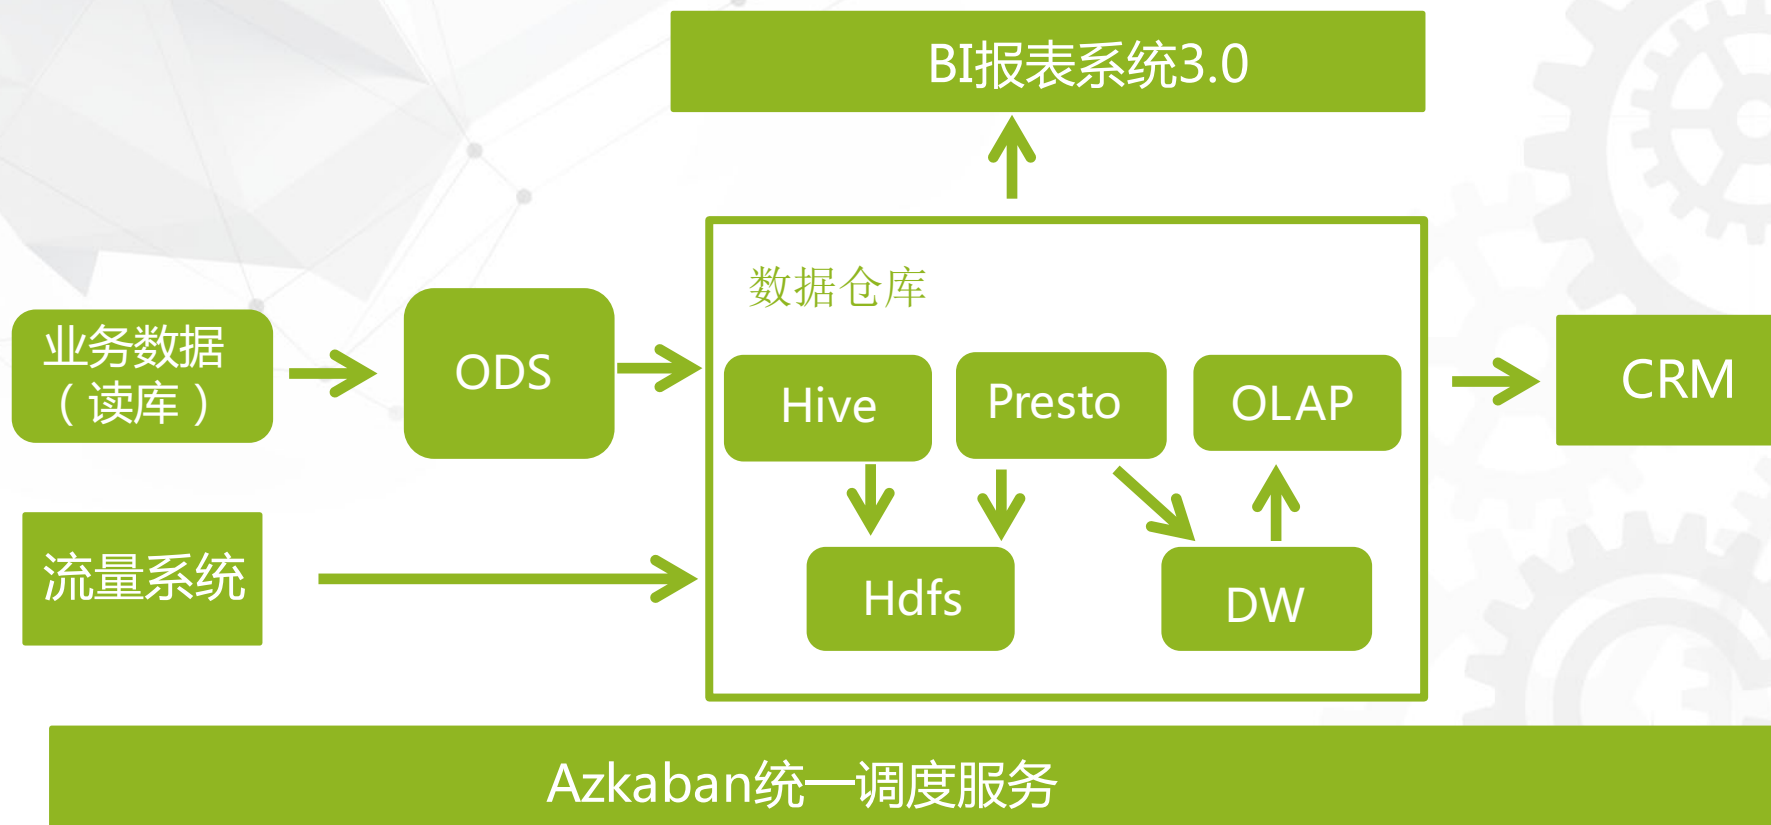 BI报表系统3.0
数据仓库
业务数据
（读库）
ODS
Hive
Presto
OLAP
CRM
流量系统
Hdfs
DW
Azkaban统一调度服务